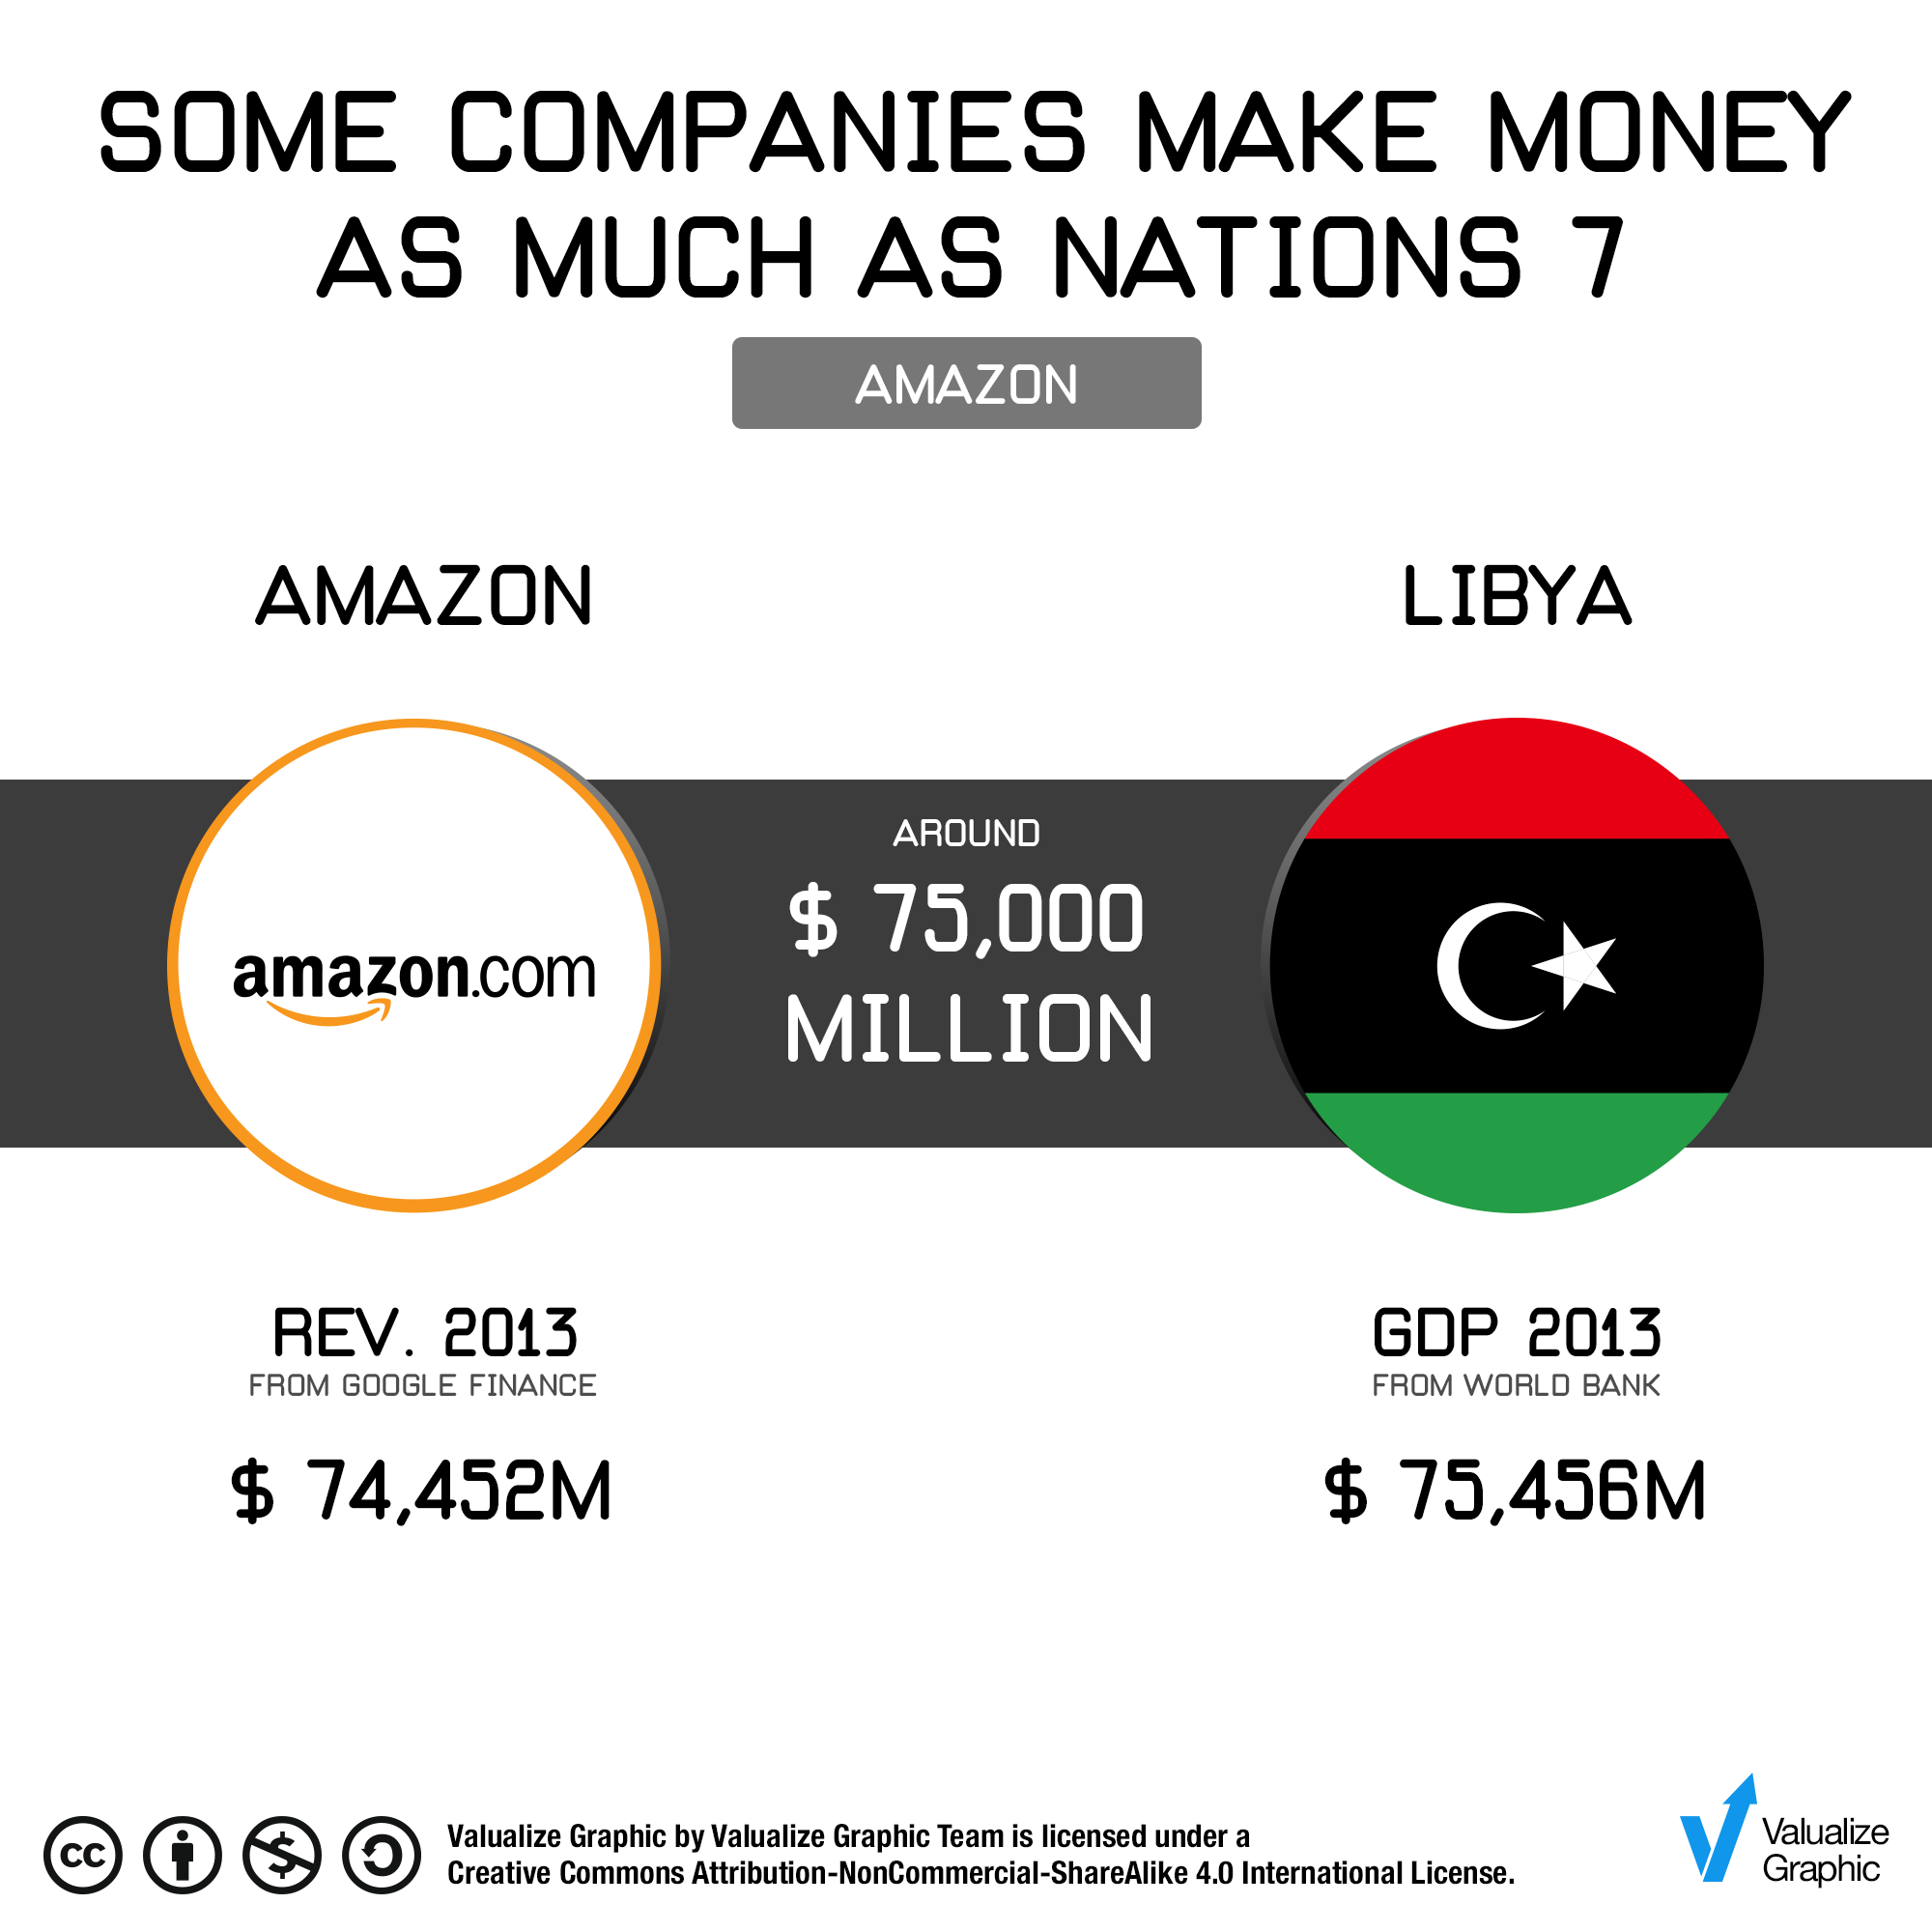 SOME COMPANIES MAKE MONEY
AS MUCH AS NATIONS 7
AMAZON
AMAZON
LIBYA
amazon.com
AROUND
$ 75,000
MILLION
REV. 2013
FROM GOOGLE FINANCE
$ 74,452M
GDP 2013
FROM WORLD BANK
$ 75,456M
cc
Valualize Graphic by Valualize Graphic Team is licensed under a
Creative Commons Attribution-NonCommercial-ShareAlike 4.0 International License.
Valualize
Graphic